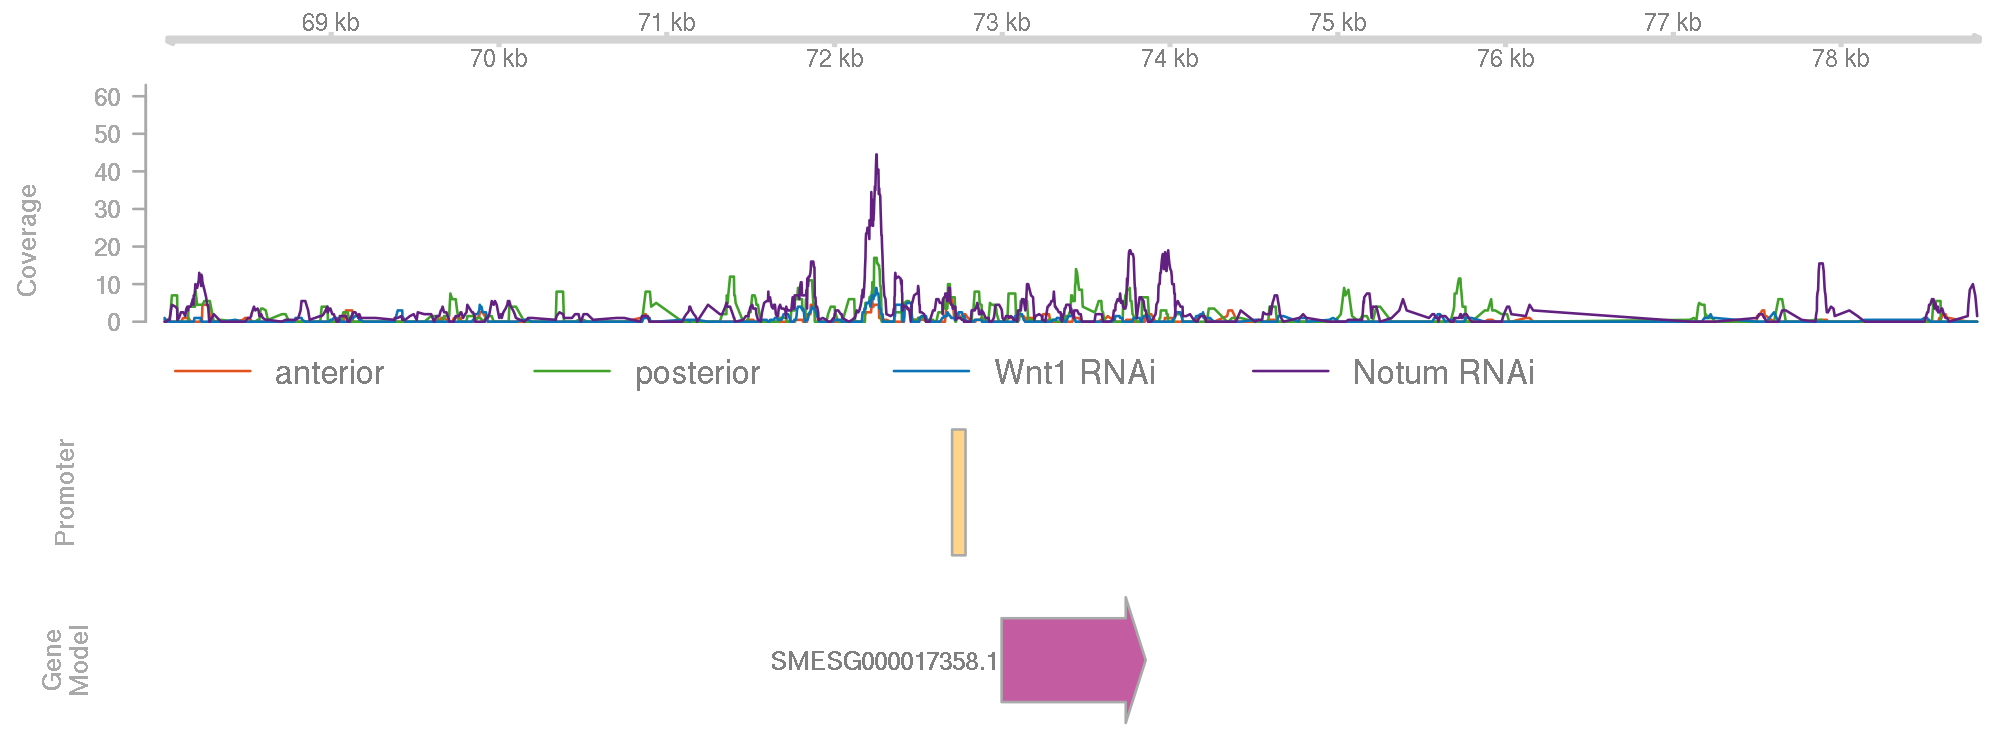 69 kb 71 kb 73 kb 75 kb 77 kb
70 kb 72 kb 74 kb 76 kb 78 kb
Coverage
60
50
40
30
20
10
0
anterior posterior Wnt1 RNAi Notum RNAi
Promoter
Gene
Model
SMESG000017358.1